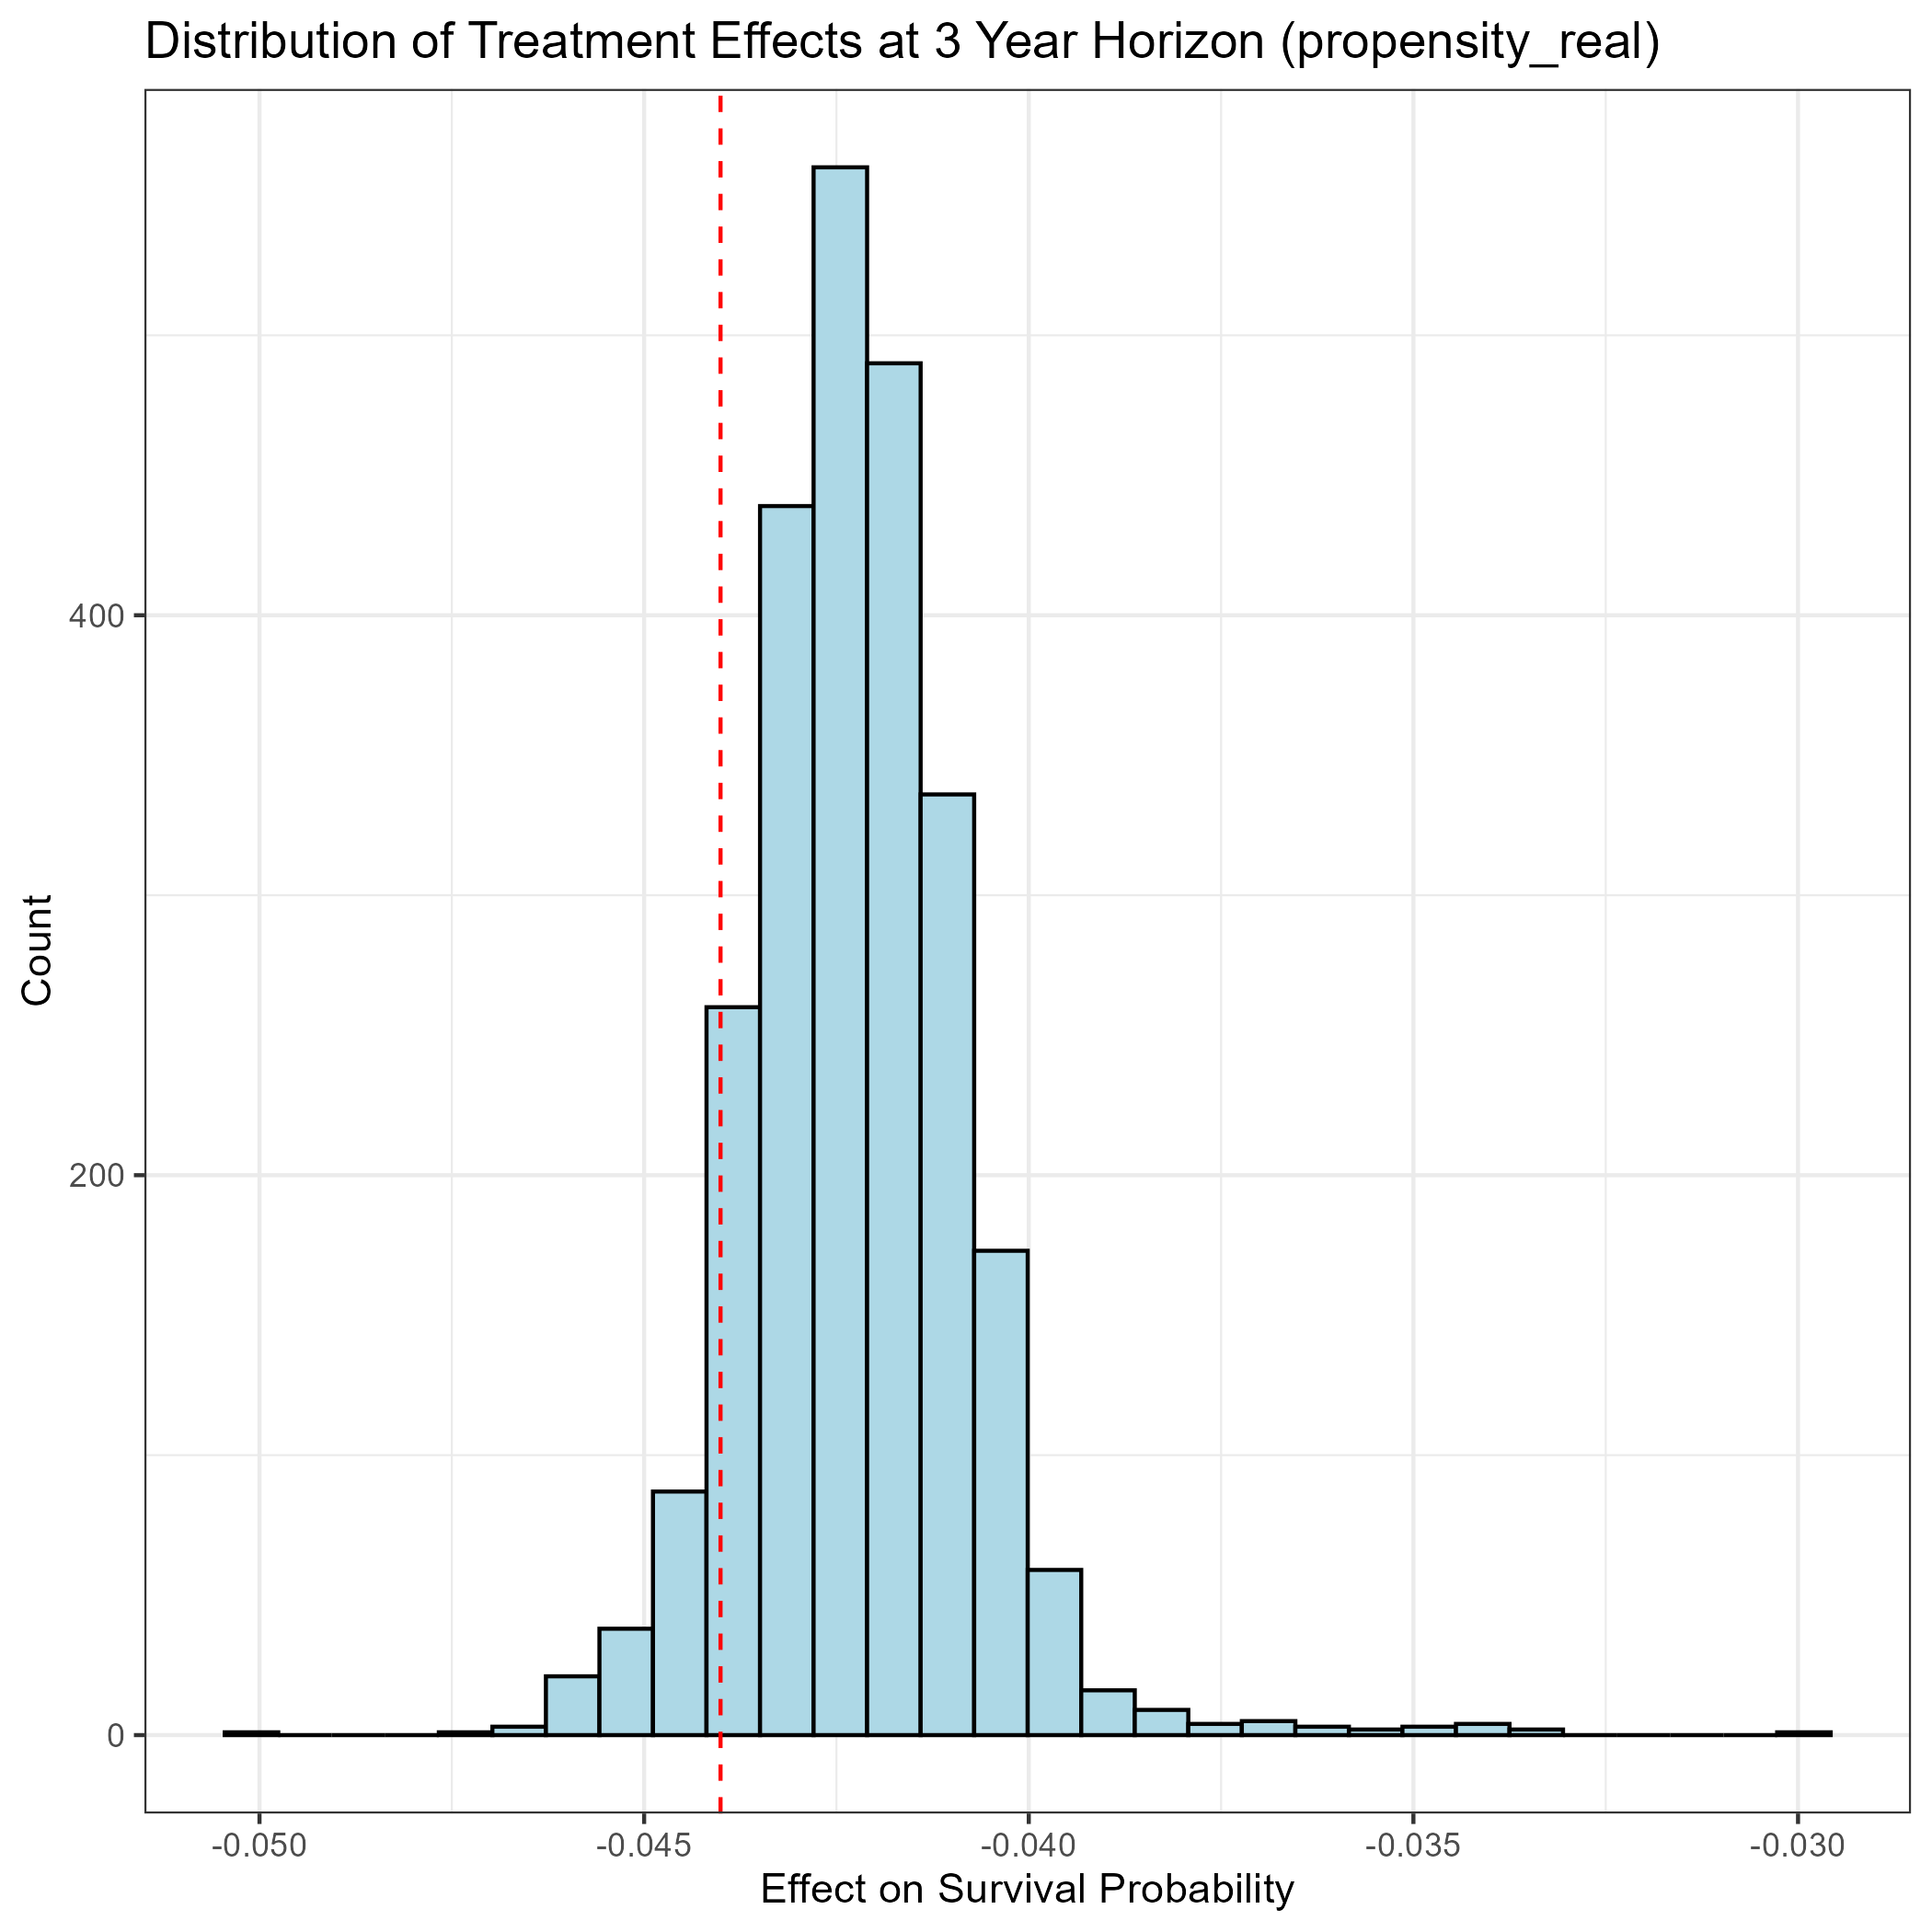 Distribution of Treatment Effects at 3 Year Horizon (propensity_real)
Count
400
200
0
-0.050 -0.045 -0.040 -0.035 -0.030
Effect on Survival Probability